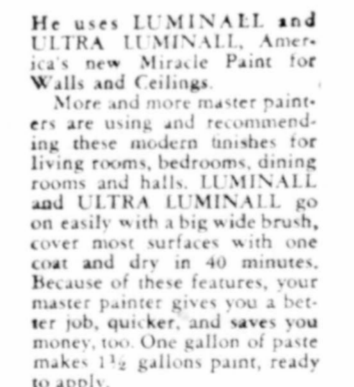 He uses LUMINALL and
ULTRA LUMINALL, Amer-
ica's new Miracle Paint for
Walls and Ceilings.
More and more master paint-
ers are using and recommend-
ing these modern finishes for
living rooms, bedrooms, dining
rooms and halls. LUMINALL
and ULTRA LUMINALL go
on easily with a big wide brush,
cover most surfaces with one
coat and dry in 40 minutes.
Because of these features, your
master painter gives you a bet-
ter job, quicker, and saves you
money, too. One gallon of paste
makes 1½ gallons paint, ready
to apply.